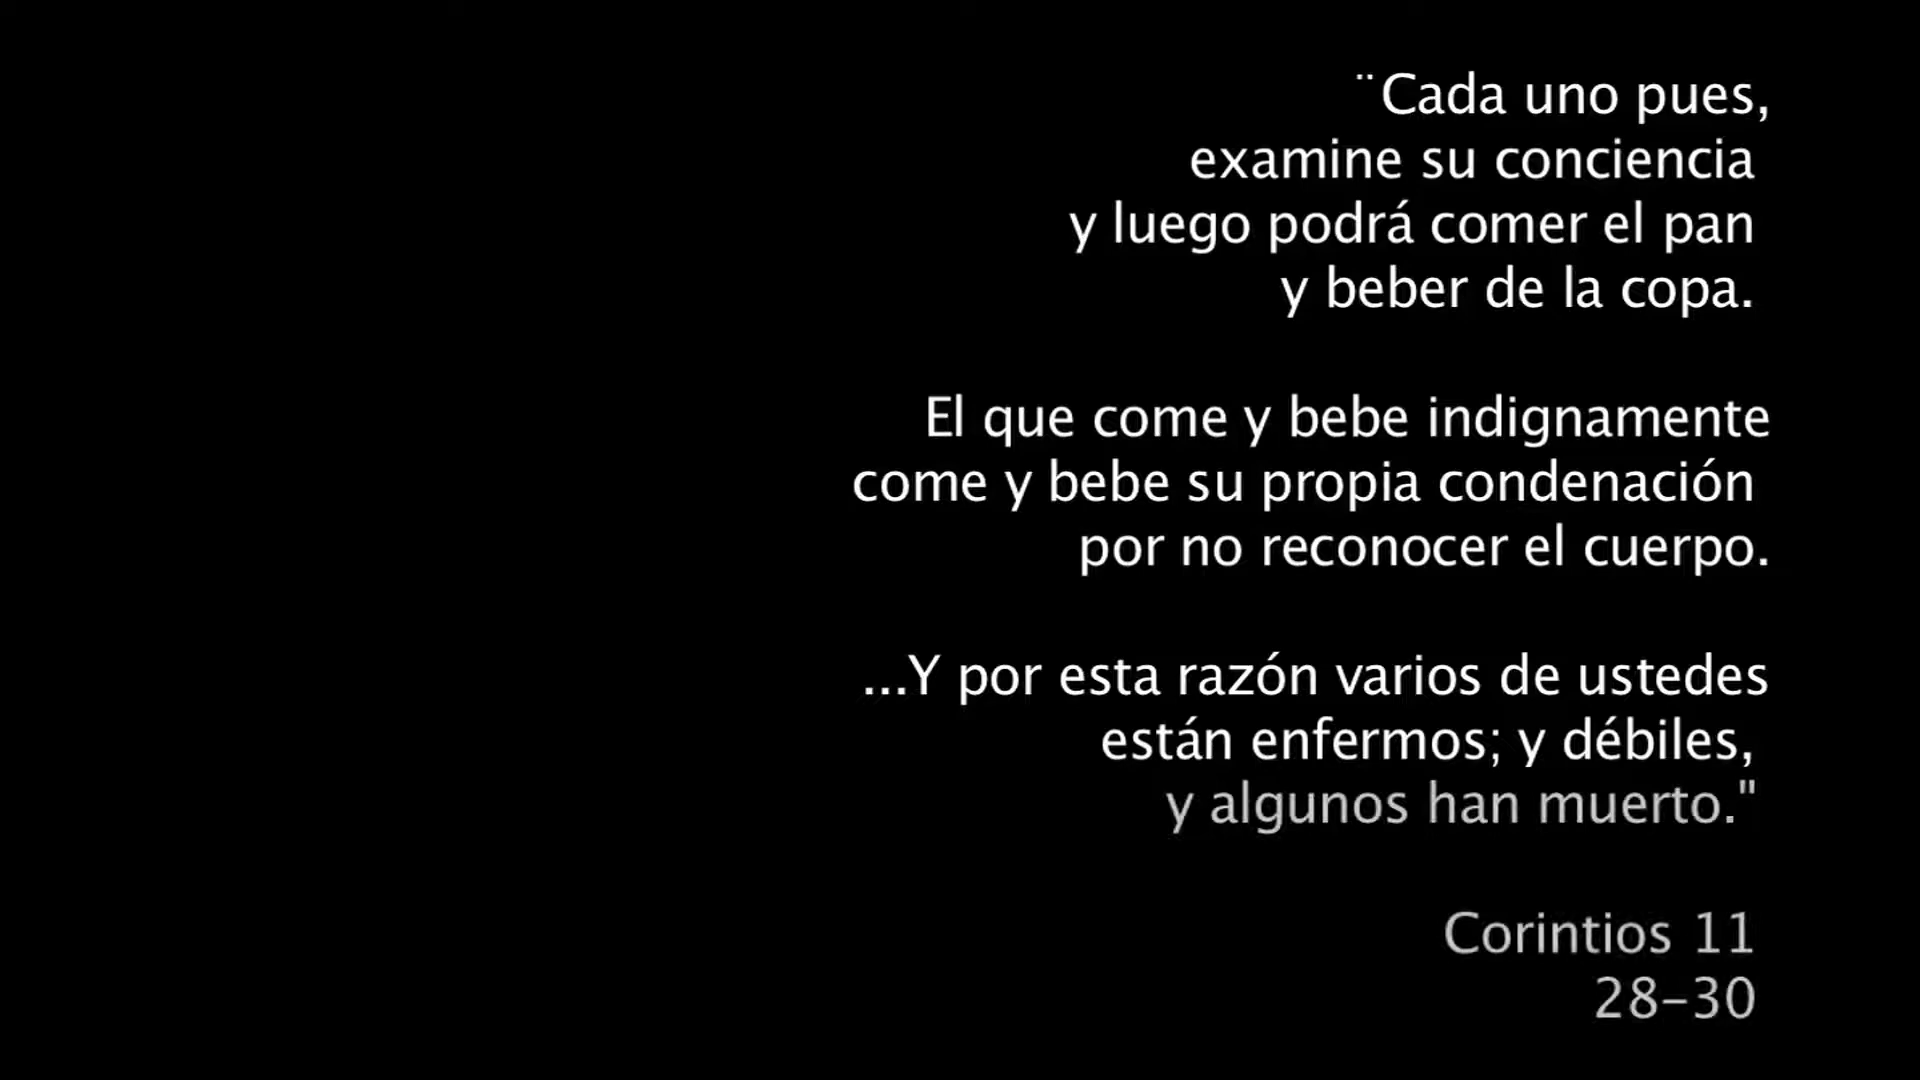 ¨Cada uno pues,
examine su conciencia
y luego podrá comer el pan
y beber de la copa.
El que come y bebe indignamente
come y bebe su propia condenación
por no reconocer el cuerpo.
...Y por esta razón varios de ustedes
están enfermos; y débiles,
y algunos han muerto."
Corintios 11
28-30